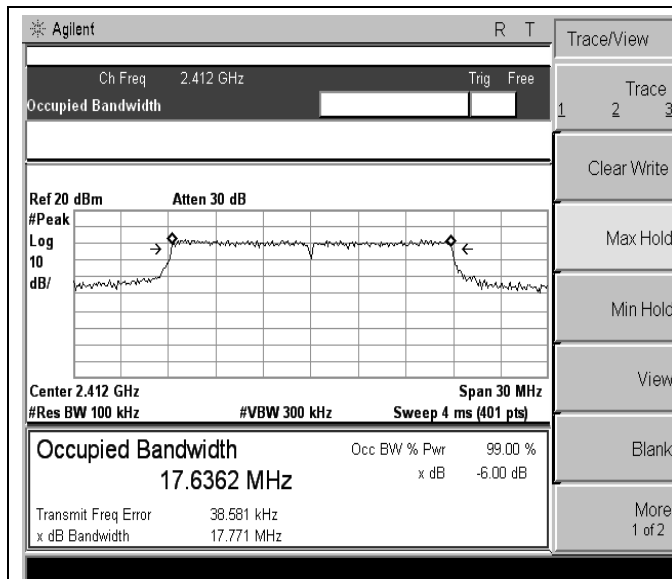 Agilent R T
Trace/View
Ch Freq 2.412 GHz Trig Free
Occupied Bandwidth
Trace
1 2 3
Clear Write
Ref 20 dBm Atten 30 dB
#Peak
Log
10
dB/
Max Hold
Min Hold
Center 2.412 GHz Span 30 MHz
#Res BW 100 kHz #VBW 300 kHz Sweep 4 ms (401 pts)
View
Occupied Bandwidth Occ BW % Pwr 99.00 %
17.6362 MHz x dB -6.00 dB
Blank
Transmit Freq Error 38.581 kHz
x dB Bandwidth 17.771 MHz
More
1 of 2